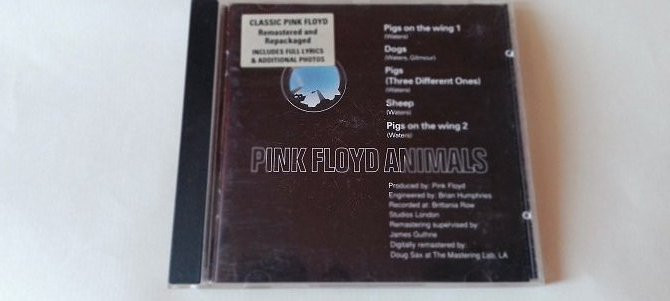 CLASSIC PINK FLOYD
Remastered and
Repackaged
INCLUDES FULL LYRICS
& ADDITIONAL PHOTOS
Pigs on the wing 1
(Waters)
Dogs
(Waters, Gilmour)
Pigs
(Three Different Ones)
(Waters)
Sheep
(Waters)
Pigs on the wing 2
(Waters)
PINK FLOYD ANIMALS
Produced by: Pink Floyd
Engineered by: Brian Humphries
Recorded at: Brittania Row
Studios London
Remastering supervised by:
James Guthrie
Digitally remastered by:
Doug Sax at The Mastering Lab, LA